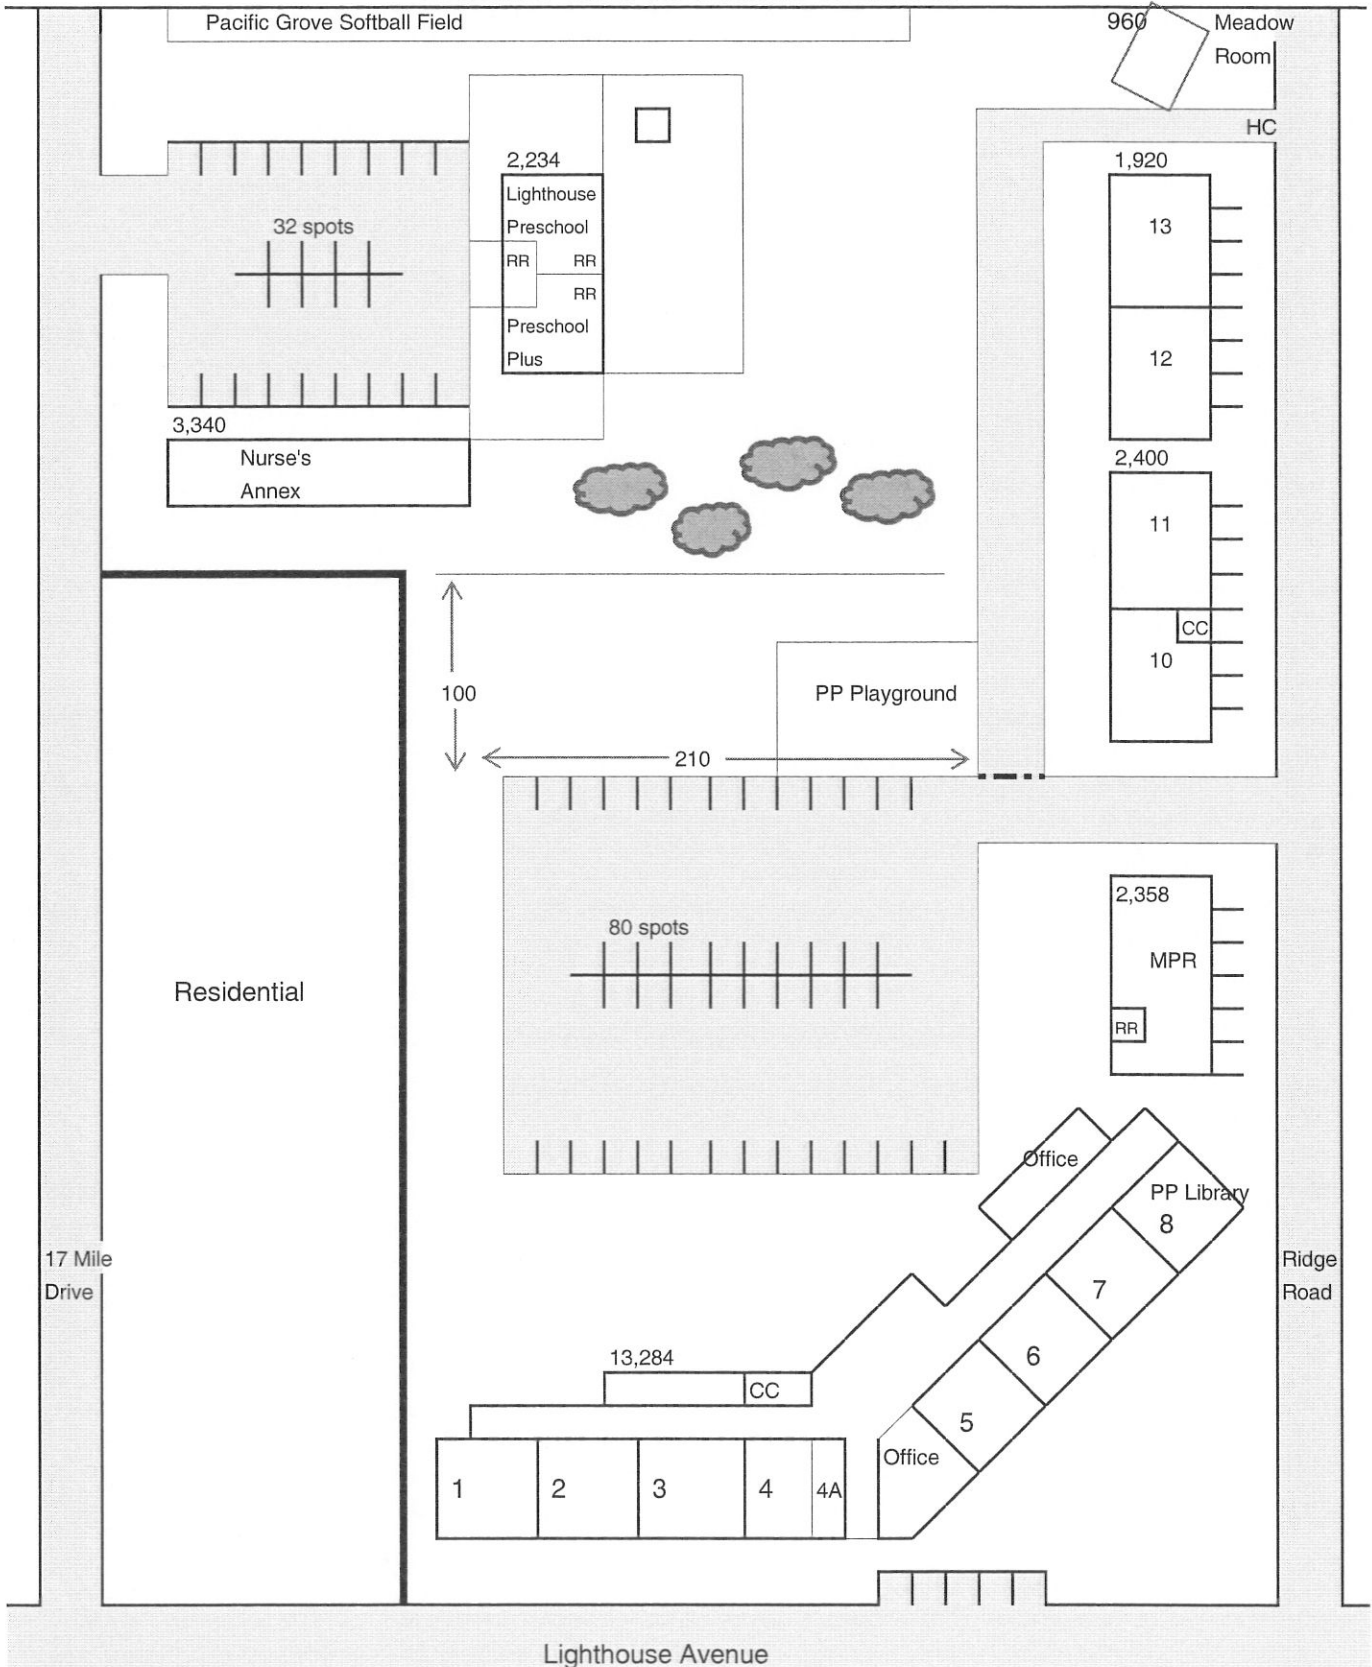 Pacific Grove Softball Field
960
Meadow
Room
HC
2,234
1,920
Lighthouse
Preschool
RR
RR
RR
Preschool
Plus
32 spots
13
12
3,340
Nurse's
Annex
2,400
11
CC
10
100
PP Playground
210
2,358
MPR
RR
80 spots
Residential
Office
PP Library
8
17 Mile
Drive
Ridge
Road
7
6
13,284
CC
5
Office
1
2
3
4
4A
Lighthouse Avenue